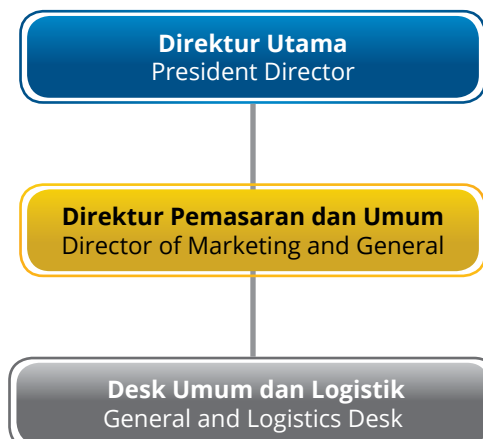 Direktur Utama
President Director
Direktur Pemasaran dan Umum
Director of Marketing and General
Desk Umum dan Logistik
General and Logistics Desk